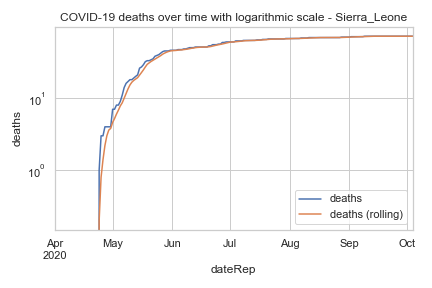 COVID-19 deaths over time with logarithmic scale - Sierra_Leone
deaths
10¹
10⁰
deaths
deaths (rolling)
Apr May Jun Jul Aug Sep Oct
2020
dateRep